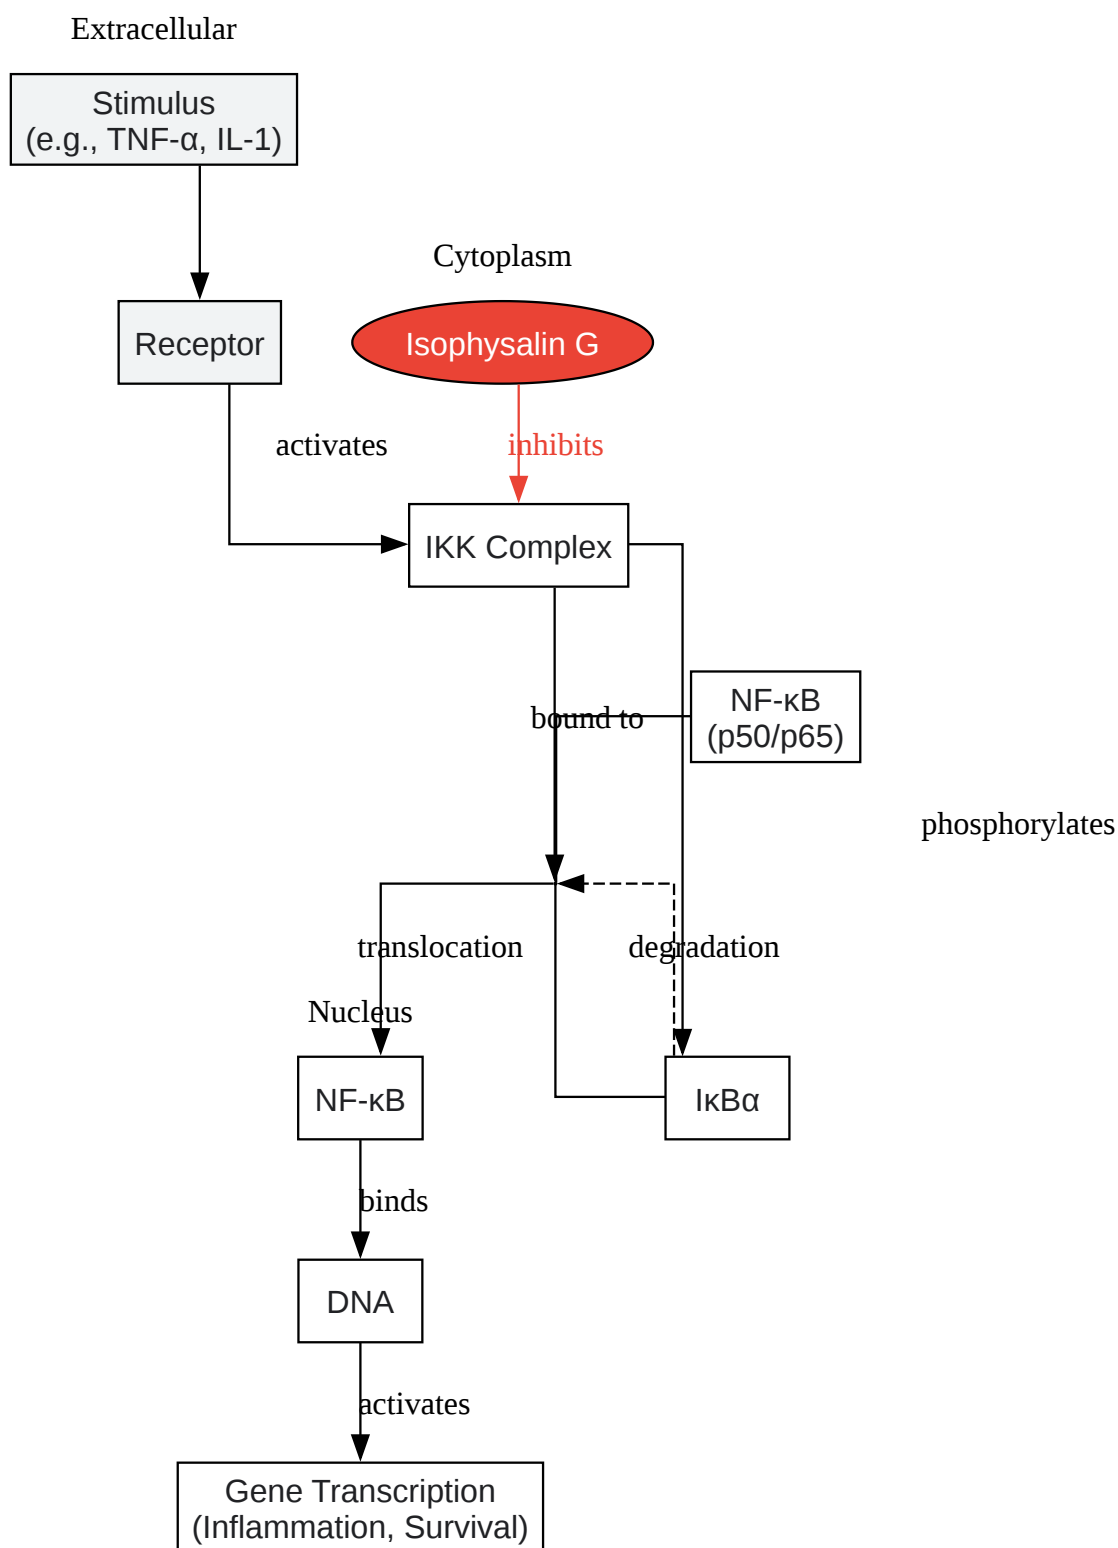 Extracellular
Stimulus
(e.g., TNF-α, IL-1)
Cytoplasm
Receptor
Isophysalin G
activates
inhibits
IKK Complex
NF-κB
(p50/p65)
bound to
phosphorylates
translocation
degradation
Nucleus
NF-κB
IκBα
binds
DNA
activates
Gene Transcription
(Inflammation, Survival)